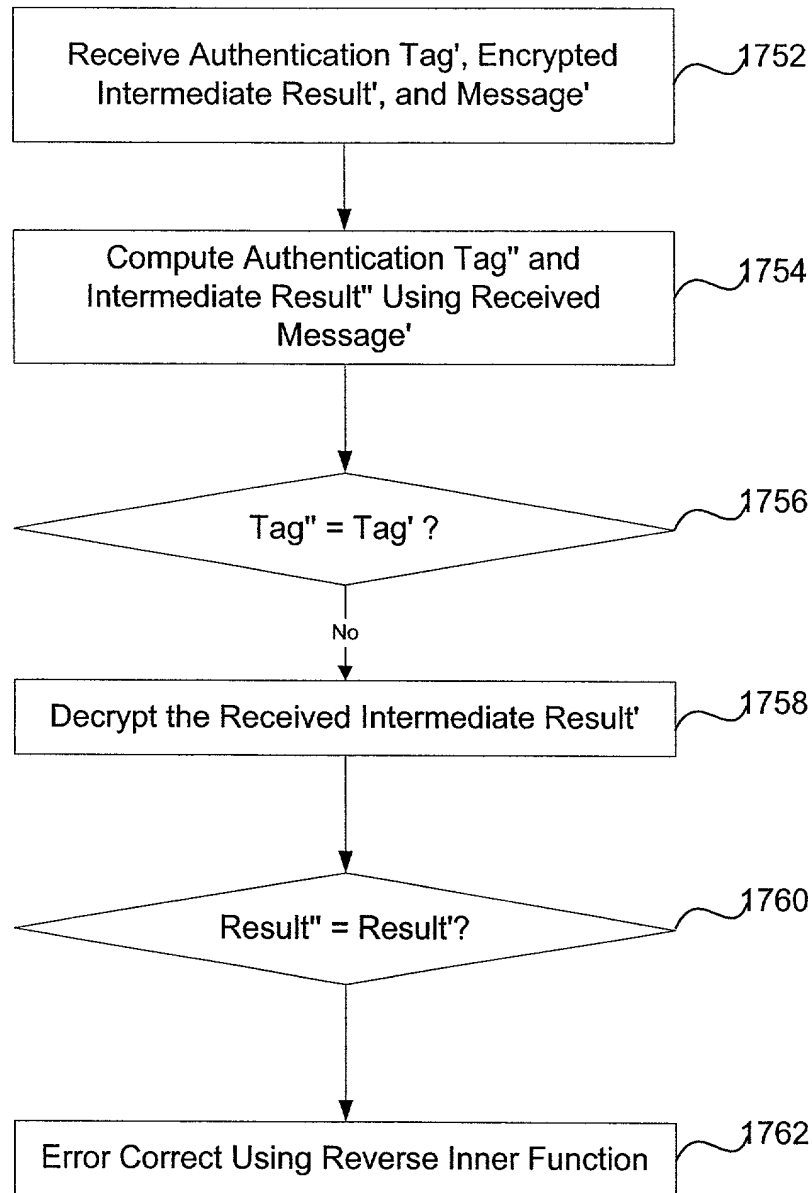 Receive Authentication Tag', Encrypted
Intermediate Result', and Message'
1752
Compute Authentication Tag" and
Intermediate Result" Using Received
Message'
1754
Tag" = Tag' ?
1756
No
Decrypt the Received Intermediate Result'
1758
Result" = Result'?
1760
Error Correct Using Reverse Inner Function
1762